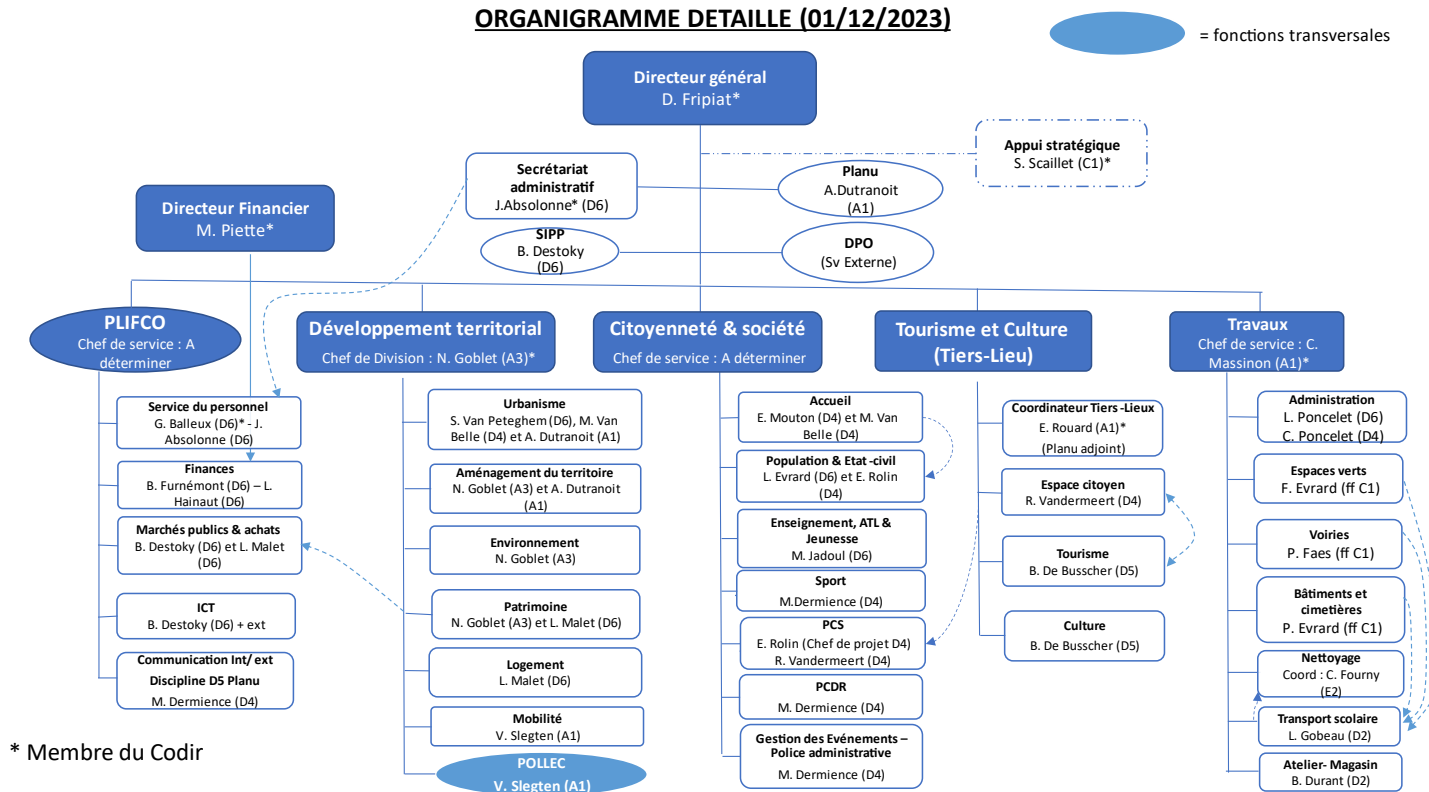 ORGANIGRAMME DETAILLE (01/12/2023)
= fonctions transversales
Directeur général
D. Fripiat*
Appui stratégique
S. Scaillet (C1)*
Secrétariat
administratif
J.Absolonne* (D6)
Planu
A.Dutranoit
(A1)
Directeur Financier
M. Piette*
SIPP
B. Destoky
(D6)
DPO
(Sv Externe)
PLIFCO
Chef de service : A
déterminer
Développement territorial
Chef de Division : N. Goblet (A3)*
Citoyenneté & société
Chef de service : A déterminer
Tourisme et Culture
(Tiers-Lieu)
Travaux
Chef de service : C.
Massinon (A1)*
Service du personnel
G. Balleux (D6)* - J.
Absolonne (D6)
Finances
B. Furnémont (D6) – L.
Hainaut (D6)
Marchés publics & achats
B. Destoky (D6) et L. Malet
(D6)
ICT
B. Destoky (D6) + ext
Communication Int/ ext
Discipline D5 Planu
M. Dermience (D4)
Urbanisme
S. Van Peteghem (D6), M. Van
Belle (D4) et A. Dutranoit (A1)
Aménagement du territoire
N. Goblet (A3) et A. Dutranoit
(A1)
Environnement
N. Goblet (A3)
Patrimoine
N. Goblet (A3) et L. Malet (D6)
Logement
L. Malet (D6)
Mobilité
V. Slegten (A1)
POLLEC
V. Slegten (A1)
Accueil
E. Mouton (D4) et M. Van
Belle (D4)
Population & Etat -civil
L. Evrard (D6) et E. Rolin
(D4)
Enseignement, ATL &
Jeunesse
M. Jadoul (D6)
Sport
M.Dermience (D4)
PCS
E. Rolin (Chef de projet D4)
R. Vandermeert (D4)
PCDR
M. Dermience (D4)
Gestion des Evénements –
Police administrative
M. Dermience (D4)
Coordinateur Tiers -Lieux
E. Rouard (A1)*
(Planu adjoint)
Espace citoyen
R. Vandermeert (D4)
Tourisme
B. De Busscher (D5)
Culture
B. De Busscher (D5)
Administration
L. Poncelet (D6)
C. Poncelet (D4)
Espaces verts
F. Evrard (ff C1)
Voiries
P. Faes (ff C1)
Bâtiments et
cimetières
P. Evrard (ff C1)
Nettoyage
Coord : C. Fourny
(E2)
Transport scolaire
L. Gobeau (D2)
Atelier- Magasin
B. Durant (D2)
* Membre du Codir